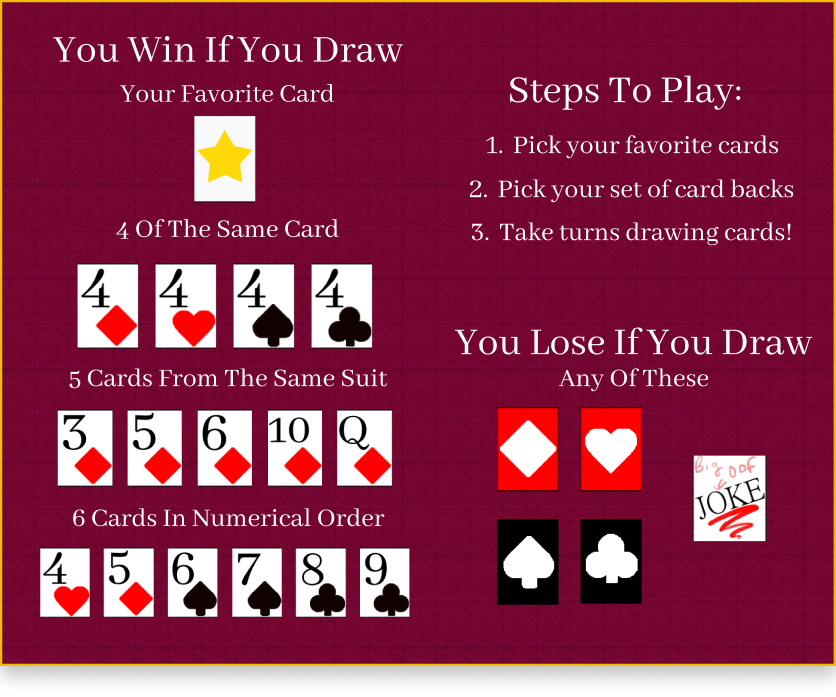 You Win If You Draw
Your Favorite Card
4 Of The Same Card
4 4 4 4
5 Cards From The Same Suit
3 5 6 10 Q
6 Cards In Numerical Order
4 5 6 7 8 9
Steps To Play:
1. Pick your favorite cards
2. Pick your set of card backs
3. Take turns drawing cards!
You Lose If You Draw
Any Of These
Big OOF
JOKE